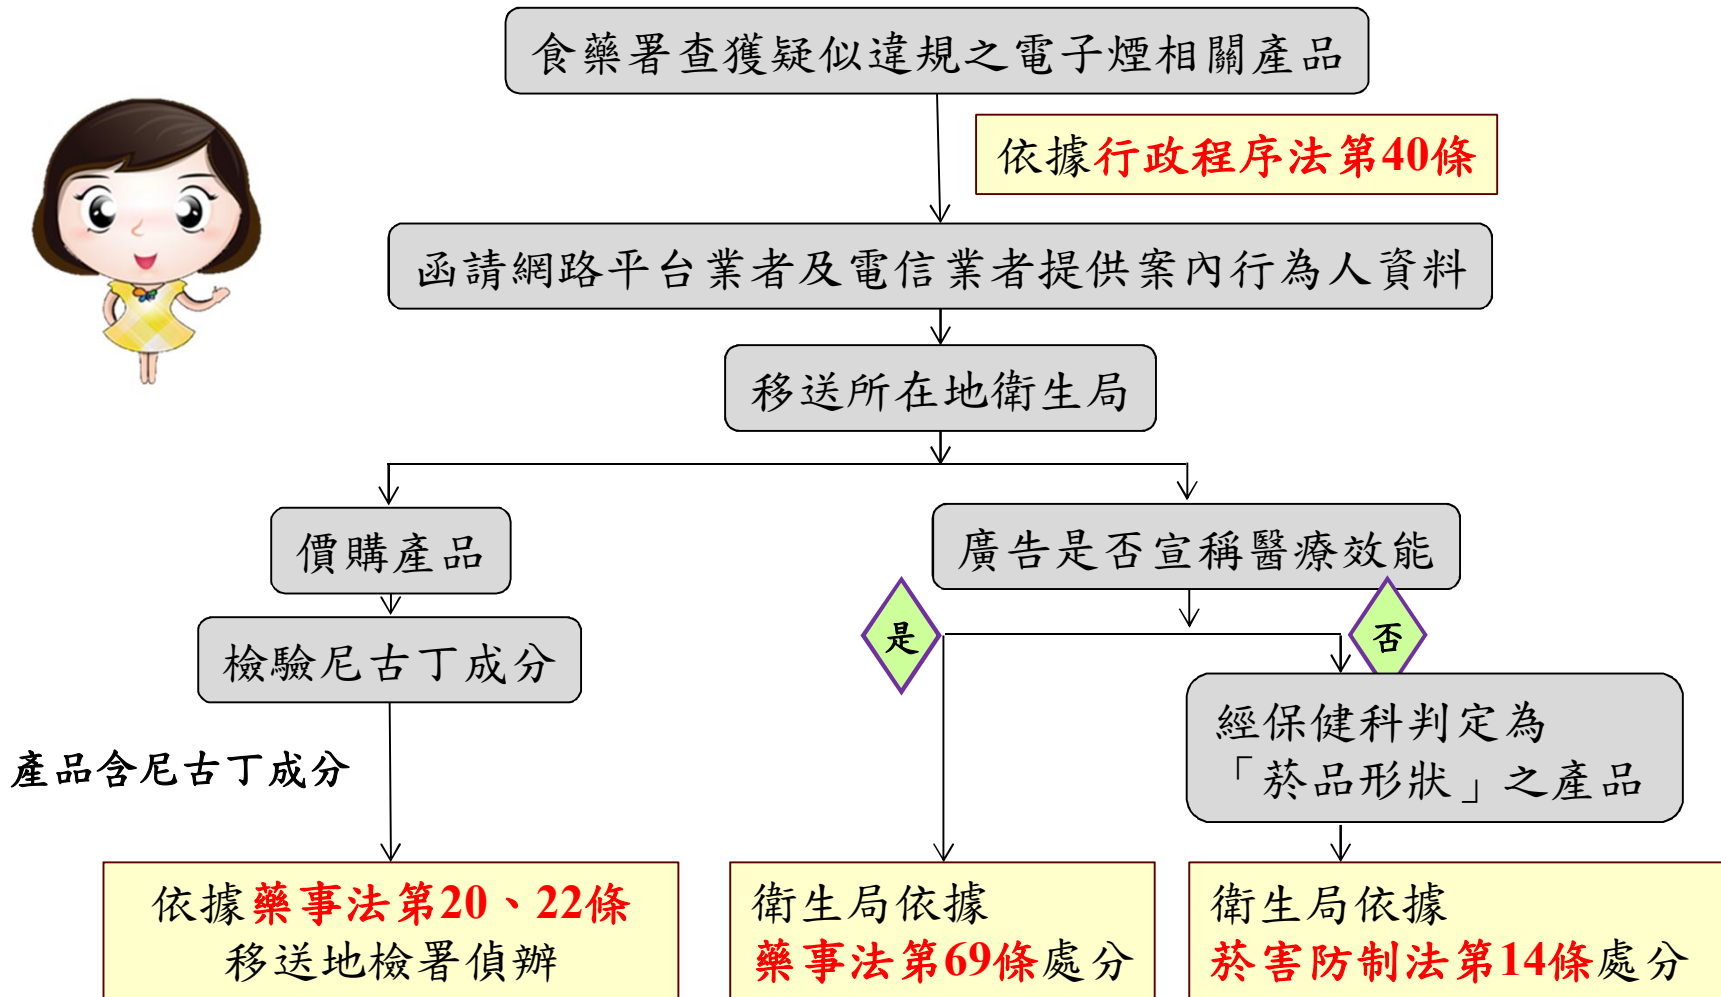 食藥署查獲疑似違規之電子煙相關產品
依據行政程序法第40條
函請網路平台業者及電信業者提供案內行為人資料
移送所在地衛生局
價購產品
廣告是否宣稱醫療效能
檢驗尼古丁成分
是
否
經保健科判定為
「菸品形狀」之產品
產品含尼古丁成分
依據藥事法第20、22條
移送地檢署偵辦
衛生局依據
藥事法第69條處分
衛生局依據
菸害防制法第14條處分